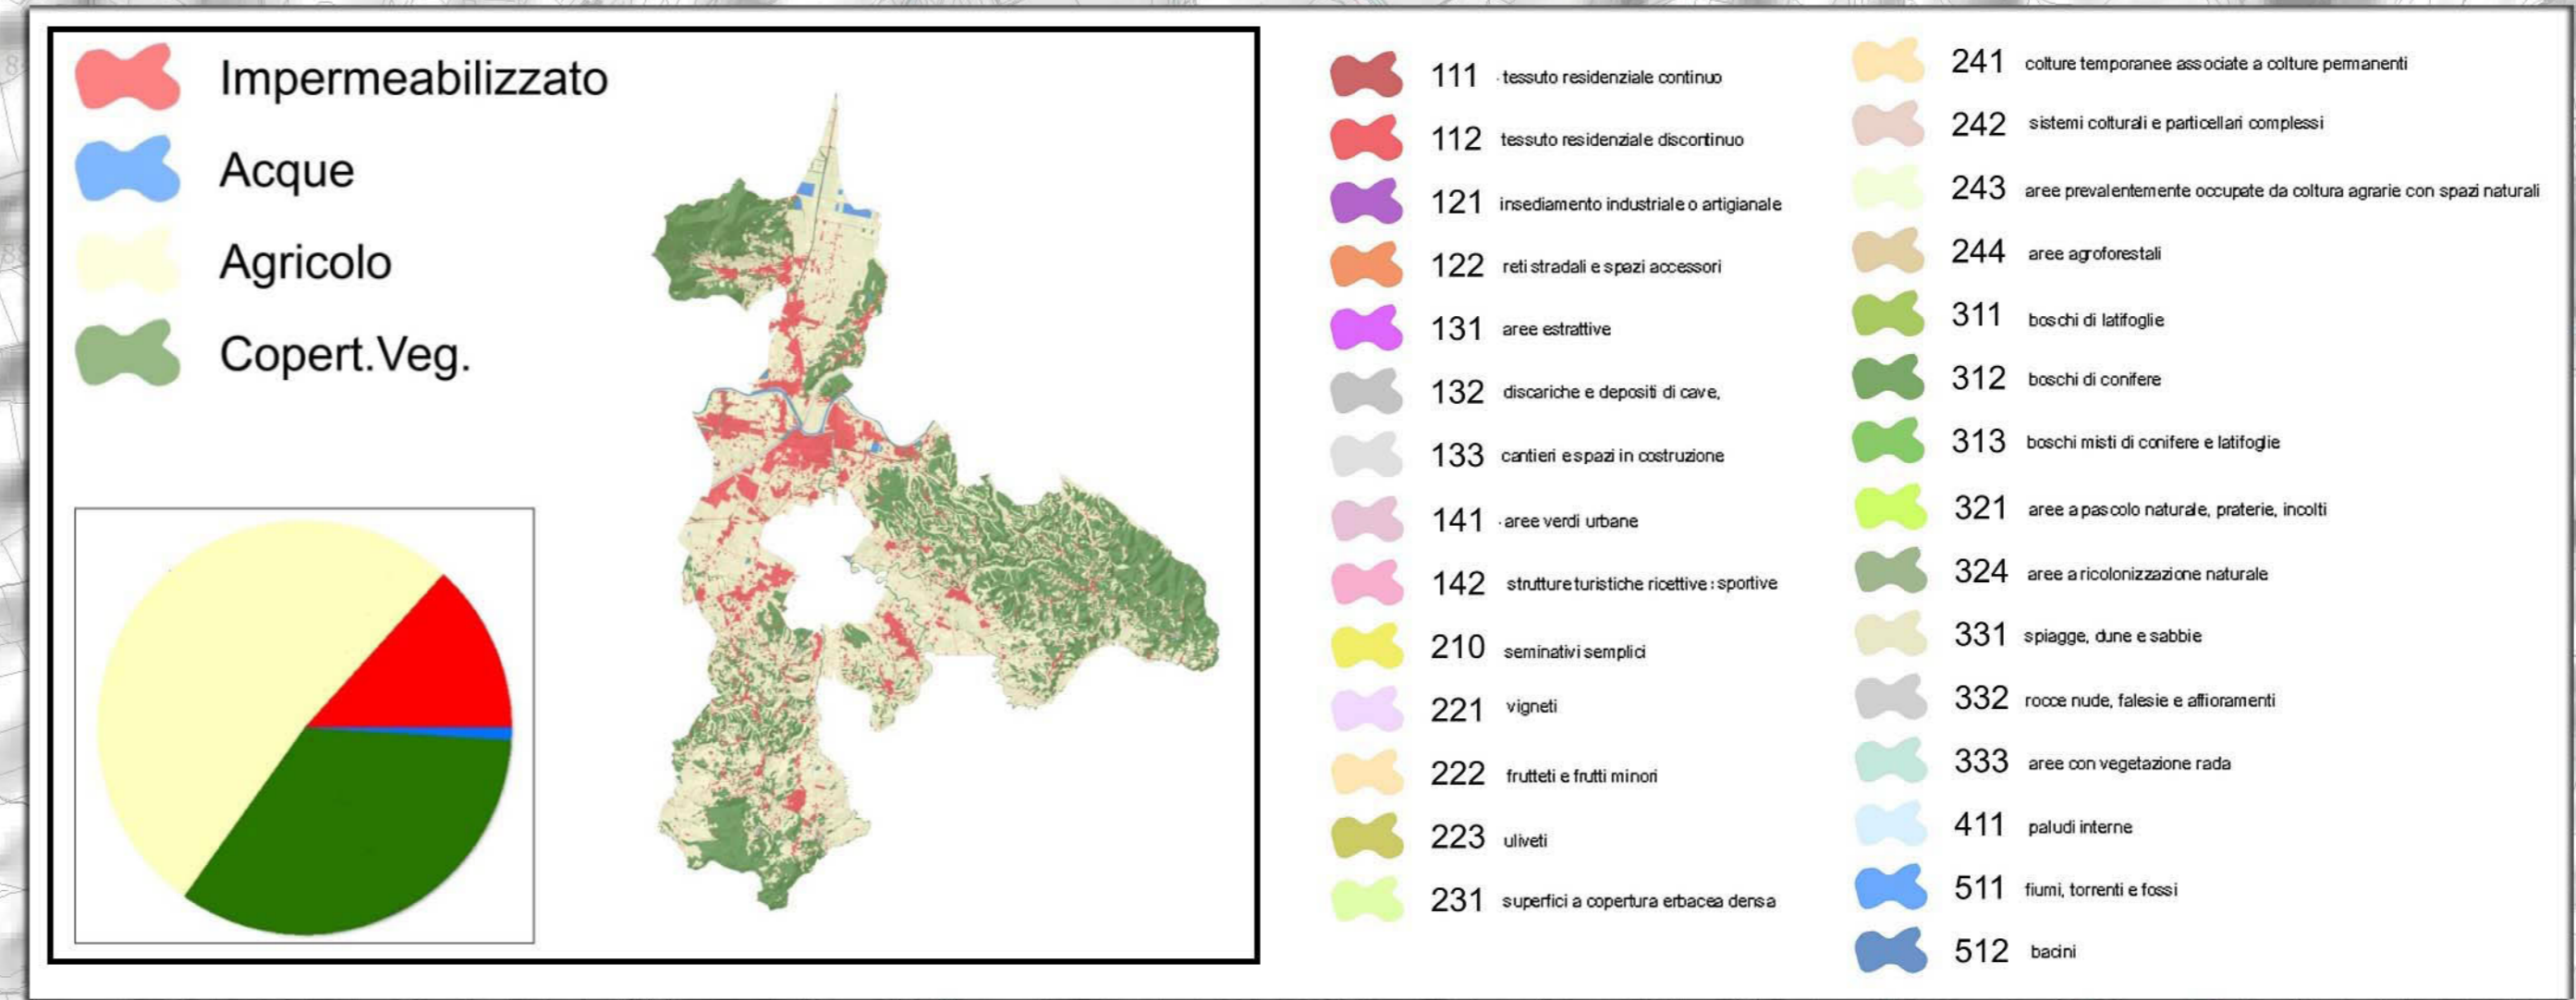 Impermeabilizzato
Acque
Agricolo
Copert.Veg.
111 tessuto residenziale continuo
112 tessuto residenziale discontinuo
121 insediamento industriale o artigianale
122 reti stradali e spazi accessori
131 aree estrattive
132 discariche e depositi di cave,
133 cantieri e spazi in costruzione
141 aree verdi urbane
142 strutture turistiche ricettive : sportive
210 seminativi semplici
221 vigneti
222 frutteti e frutti minori
223 uliveti
231 superfici a copertura erbacea densa
241 colture temporanee associate a colture permanenti
242 sistemi colturali e particellari complessi
243 aree prevalentemente occupate da coltura agrarie con spazi naturali
244 aree agroforestali
311 boschi di latifoglie
312 boschi di conifere
313 boschi misti di conifere e latifoglie
321 aree a pascolo naturale, praterie, incolti
324 aree a ricolonizzazione naturale
331 spiagge, dune e sabbie
332 rocce nude, falesie e affioramenti
333 aree con vegetazione rada
411 paludi interne
511 fiumi, torrenti e fossi
512 bacini